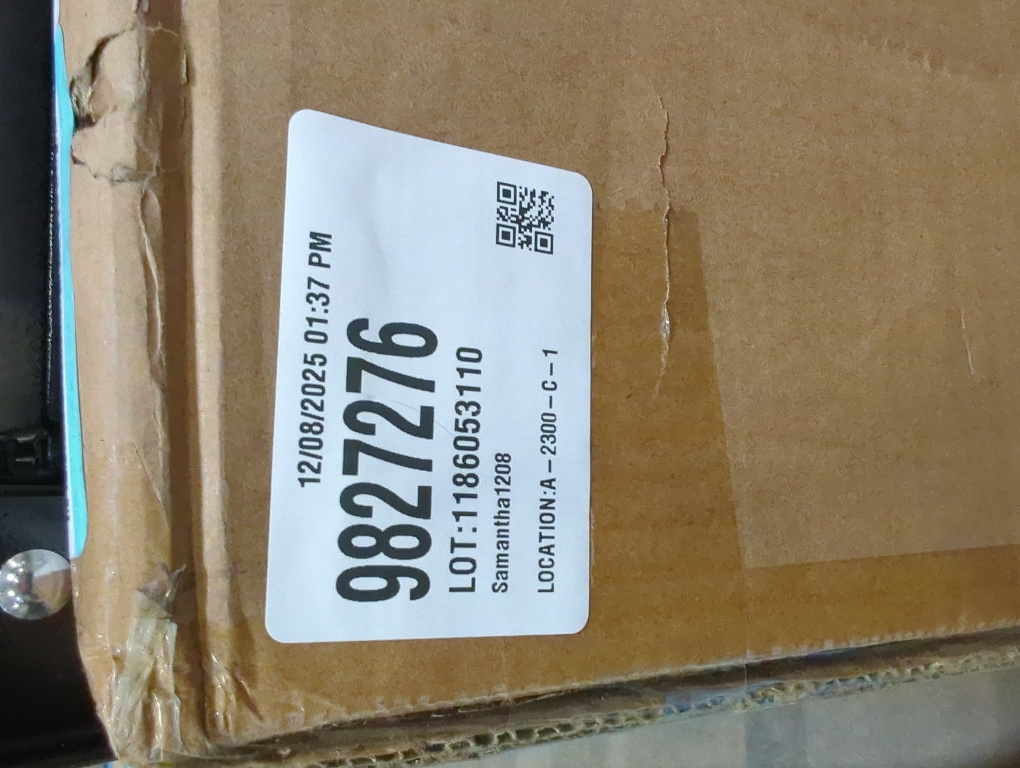 12/08/2025 01:37 PM
9827276
LOT:1186053110
Samantha1208
LOCATION:A-2300-C-1